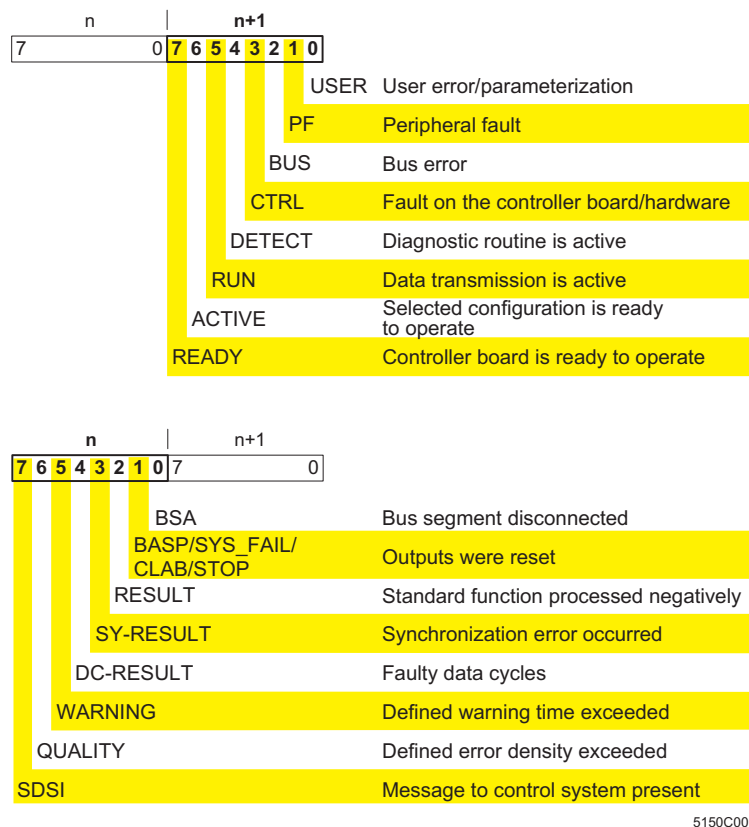 n n+1
7 0 7 6 5 4 3 2 1 0
USER User error/parameterization
PF Peripheral fault
BUS Bus error
CTRL Fault on the controller board/hardware
DETECT Diagnostic routine is active
RUN Data transmission is active
ACTIVE Selected configuration is ready
to operate
READY Controller board is ready to operate
n n+1
7 6 5 4 3 2 1 0 7 0
BSA Bus segment disconnected
BASP/SYS_FAIL/
CLAB/STOP Outputs were reset
RESULT Standard function processed negatively
SY-RESULT Synchronization error occurred
DC-RESULT Faulty data cycles
WARNING Defined warning time exceeded
QUALITY Defined error density exceeded
SDSI Message to control system present
5150C00